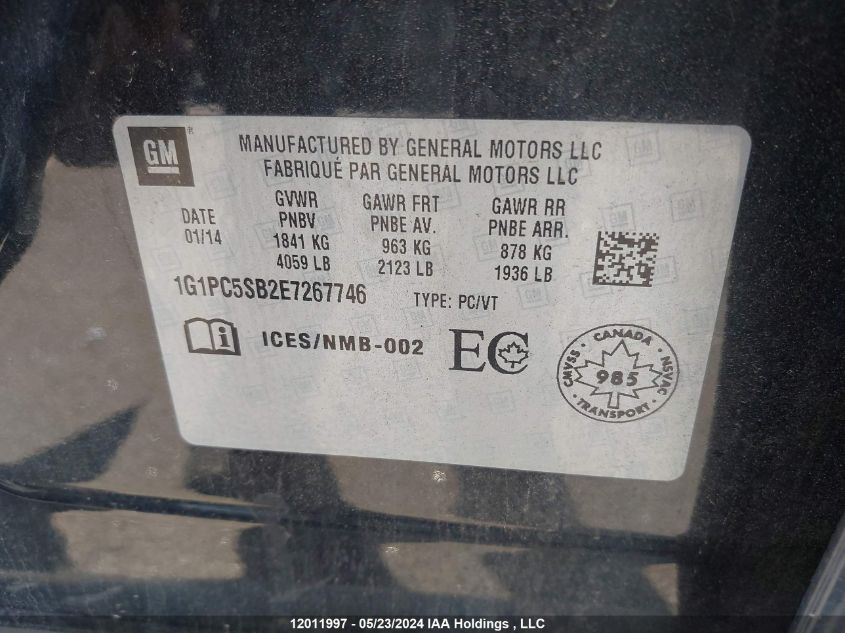 GM
MANUFACTURED BY GENERAL MOTORS LLC
FABRIQUÉ PAR GENERAL MOTORS LLC
DATE
01/14
GVWR
PNBV
1841 KG
4059 LB
GAWR FRT
PNBE AV.
963 KG
2123 LB
GAWR RR
PNBE ARR.
878 KG
1936 LB
1G1PC5SB2E7267746
TYPE: PC/VT
ICES/NMB-002
EC
CANADA
CMVSS
985
NSVAC
TRANSPORT
12011997 - 05/23/2024 IAA Holdings , LLC